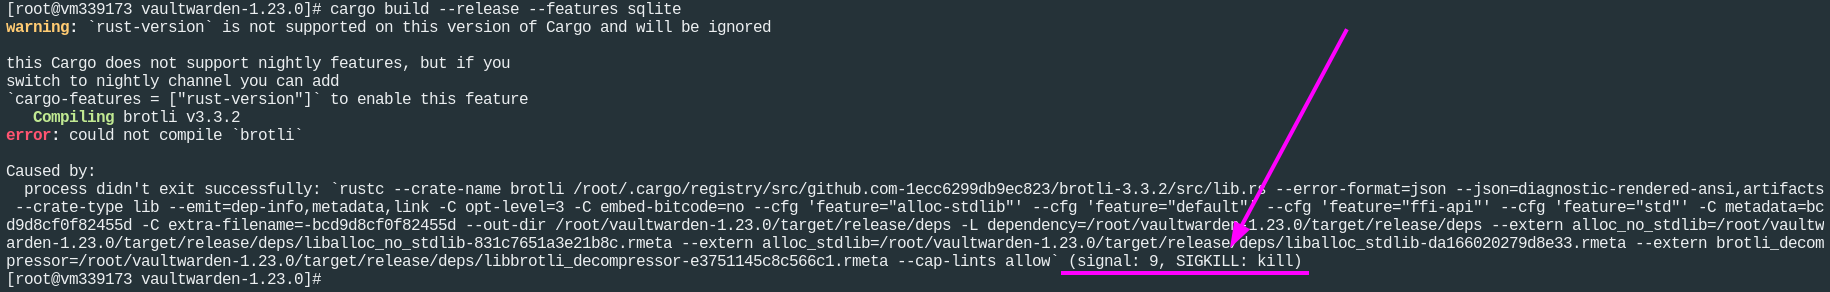 [root@vm339173 vaultwarden-1.23.0]# cargo build --release --features sqlite
warning: `rust-version` is not supported on this version of Cargo and will be ignored
this Cargo does not support nightly features, but if you
switch to nightly channel you can add
`cargo-features = ["rust-version"]` to enable this feature
Compiling brotli v3.3.2
error: could not compile `brotli`
Caused by:
process didn't exit successfully: `rustc --crate-name brotli /root/.cargo/registry/src/github.com-1ecc6299db9ec823/brotli-3.3.2/src/lib.rs --error-format=json --json=diagnostic-rendered-ansi,artifacts
--crate-type lib --emit=dep-info,metadata,link -C opt-level=3 -C embed-bitcode=no --cfg 'feature="alloc-stdlib"' --cfg 'feature="default"' --cfg 'feature="ffi-api"' --cfg 'feature="std"' -C metadata=bc
d9d8cf0f82455d -C extra-filename=-bcd9d8cf0f82455d --out-dir /root/vaultwarden-1.23.0/target/release/deps -L dependency=/root/vaultwarden-1.23.0/target/release/deps --extern alloc_no_stdlib=/root/vaultw
arden-1.23.0/target/release/deps/liballoc_no_stdlib-831c7651a3e21b8c.rmeta --extern alloc_stdlib=/root/vaultwarden-1.23.0/target/release/deps/liballoc_stdlib-da166020279d8e33.rmeta --extern brotli_decom
pressor=/root/vaultwarden-1.23.0/target/release/deps/libbrotli_decompressor-e3751145c8c566c1.rmeta --cap-lints allow` (signal: 9, SIGKILL: kill)
[root@vm339173 vaultwarden-1.23.0]#